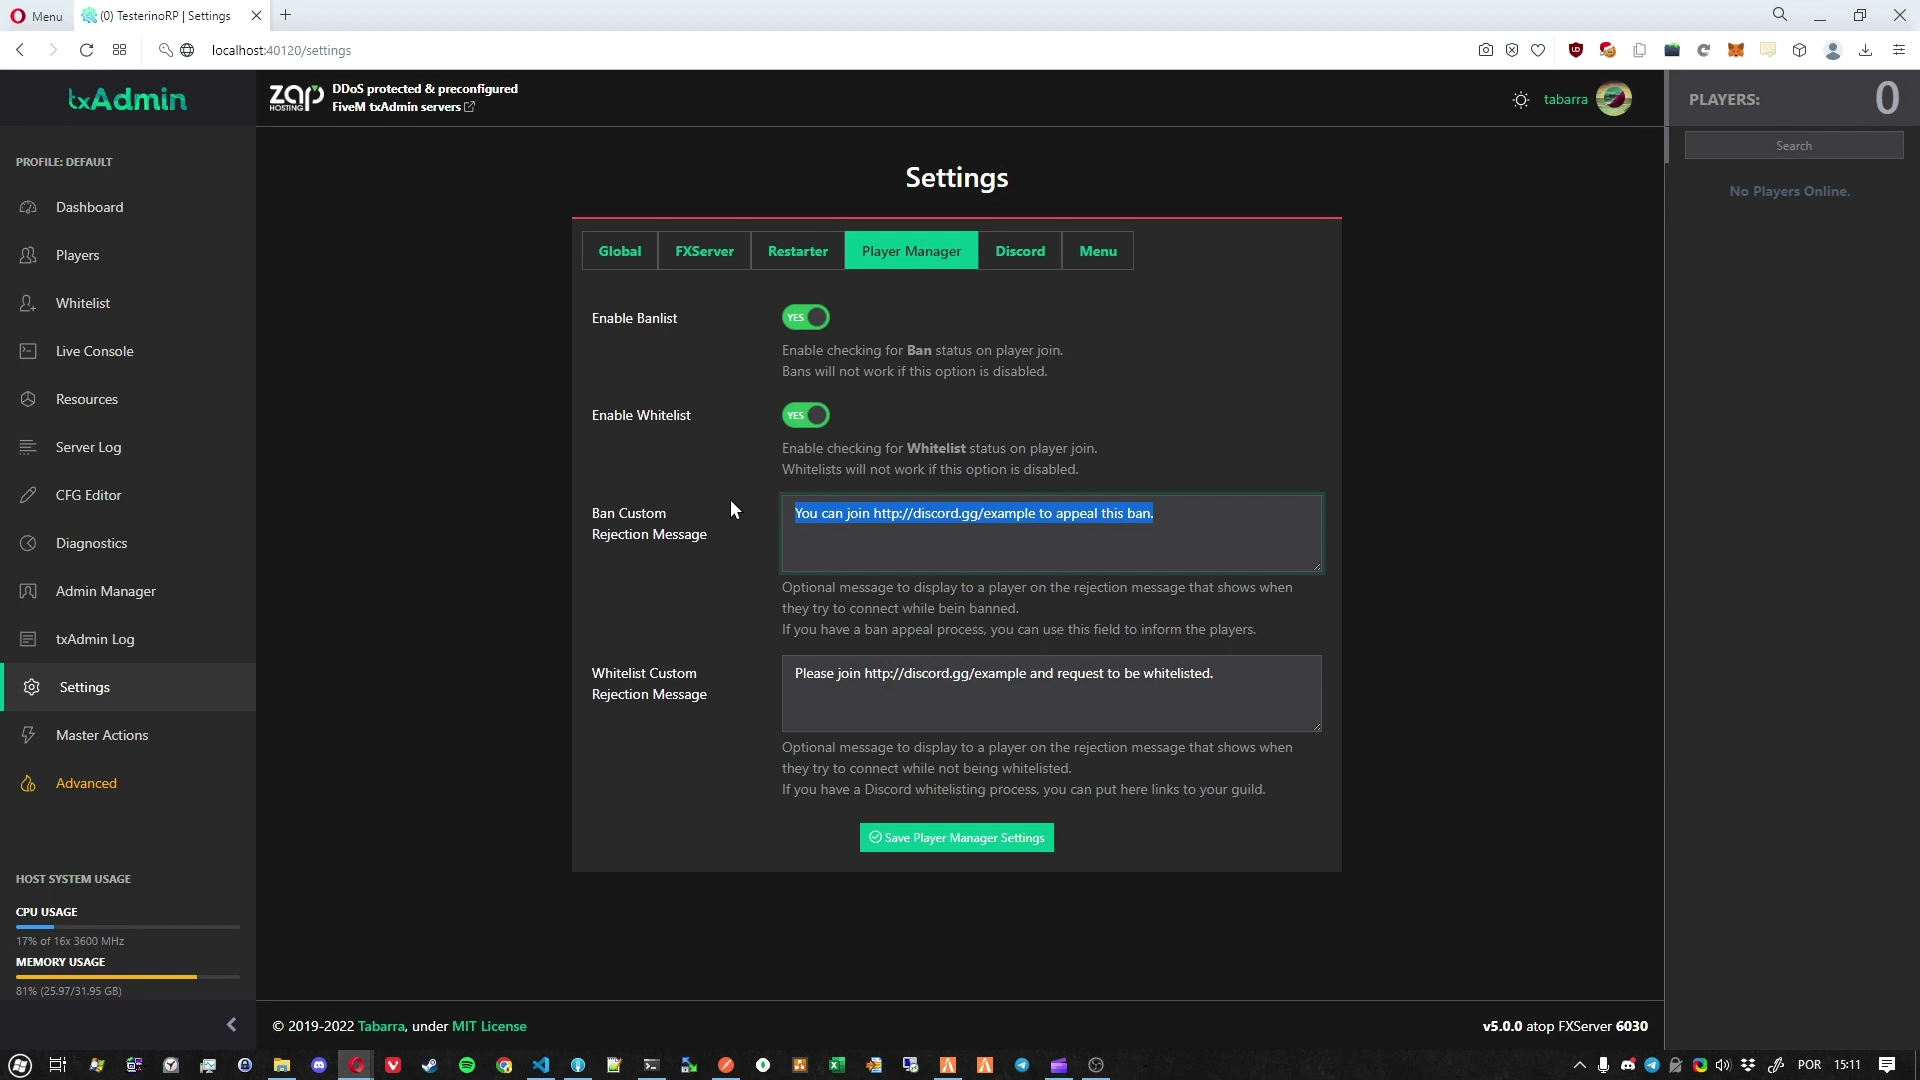 Menu
(0) TesterinoRP | Settings
localhost:40120/settings
txAdmin
PROFILE: DEFAULT
Dashboard
Players
Whitelist
Live Console
Resources
Server Log
CFG Editor
Diagnostics
Admin Manager
txAdmin Log
Settings
Master Actions
Advanced
HOST SYSTEM USAGE
CPU USAGE
17% of 16x 3600 MHz
MEMORY USAGE
81% (25.97/31.95 GB)
zap
HOSTING
DDoS protected & preconfigured
FiveM txAdmin servers
tabarra
Settings
Global
FXServer
Restarter
Player Manager
Discord
Menu
Enable Banlist
YES
Enable checking for Ban status on player join.
Bans will not work if this option is disabled.
Enable Whitelist
YES
Enable checking for Whitelist status on player join.
Whitelists will not work if this option is disabled.
Ban Custom
Rejection Message
You can join http://discord.gg/example to appeal this ban.
Optional message to display to a player on the rejection message that shows when
they try to connect while bein banned.
If you have a ban appeal process, you can use this field to inform the players.
Whitelist Custom
Rejection Message
Please join http://discord.gg/example and request to be whitelisted.
Optional message to display to a player on the rejection message that shows when
they try to connect while not being whitelisted.
If you have a Discord whitelisting process, you can put here links to your guild.
Save Player Manager Settings
© 2019-2022 Tabarra, under MIT License
v5.0.0 atop FXServer 6030
PLAYERS:
0
Search
No Players Online.
POR
15:11